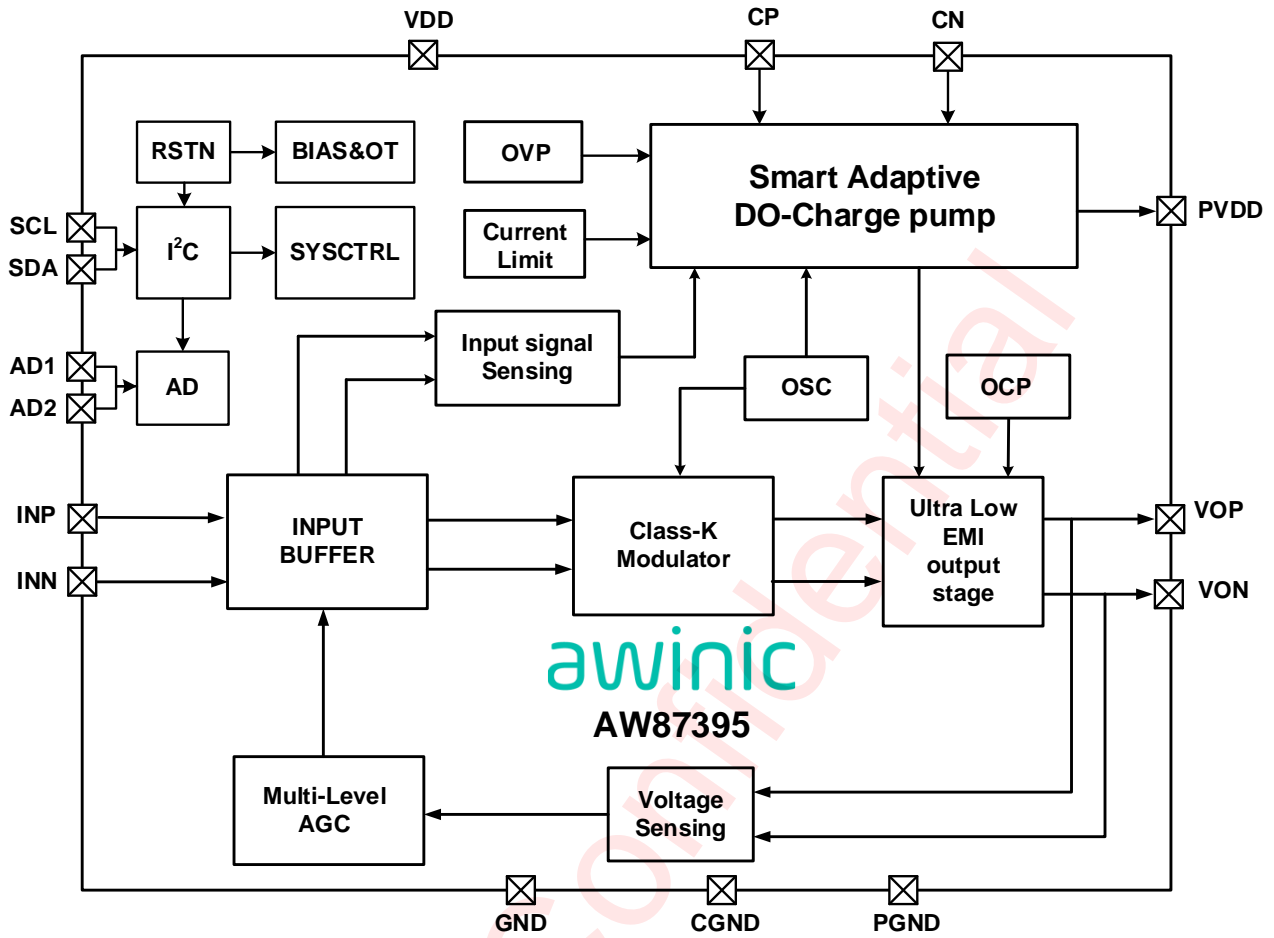 VDD
CP
CN
RSTN
BIAS&OT
OVP
Smart Adaptive
DO-Charge pump
PVDD
SCL
SDA
I²C
SYSCTRL
Current
Limit
AD1
AD2
AD
Input signal
Sensing
OSC
OCP
INP
INN
INPUT
BUFFER
Class-K
Modulator
Ultra Low
EMI
output
stage
VOP
VON
awinic
AW87395
Multi-Level
AGC
Voltage
Sensing
GND
CGND
PGND
Confidential